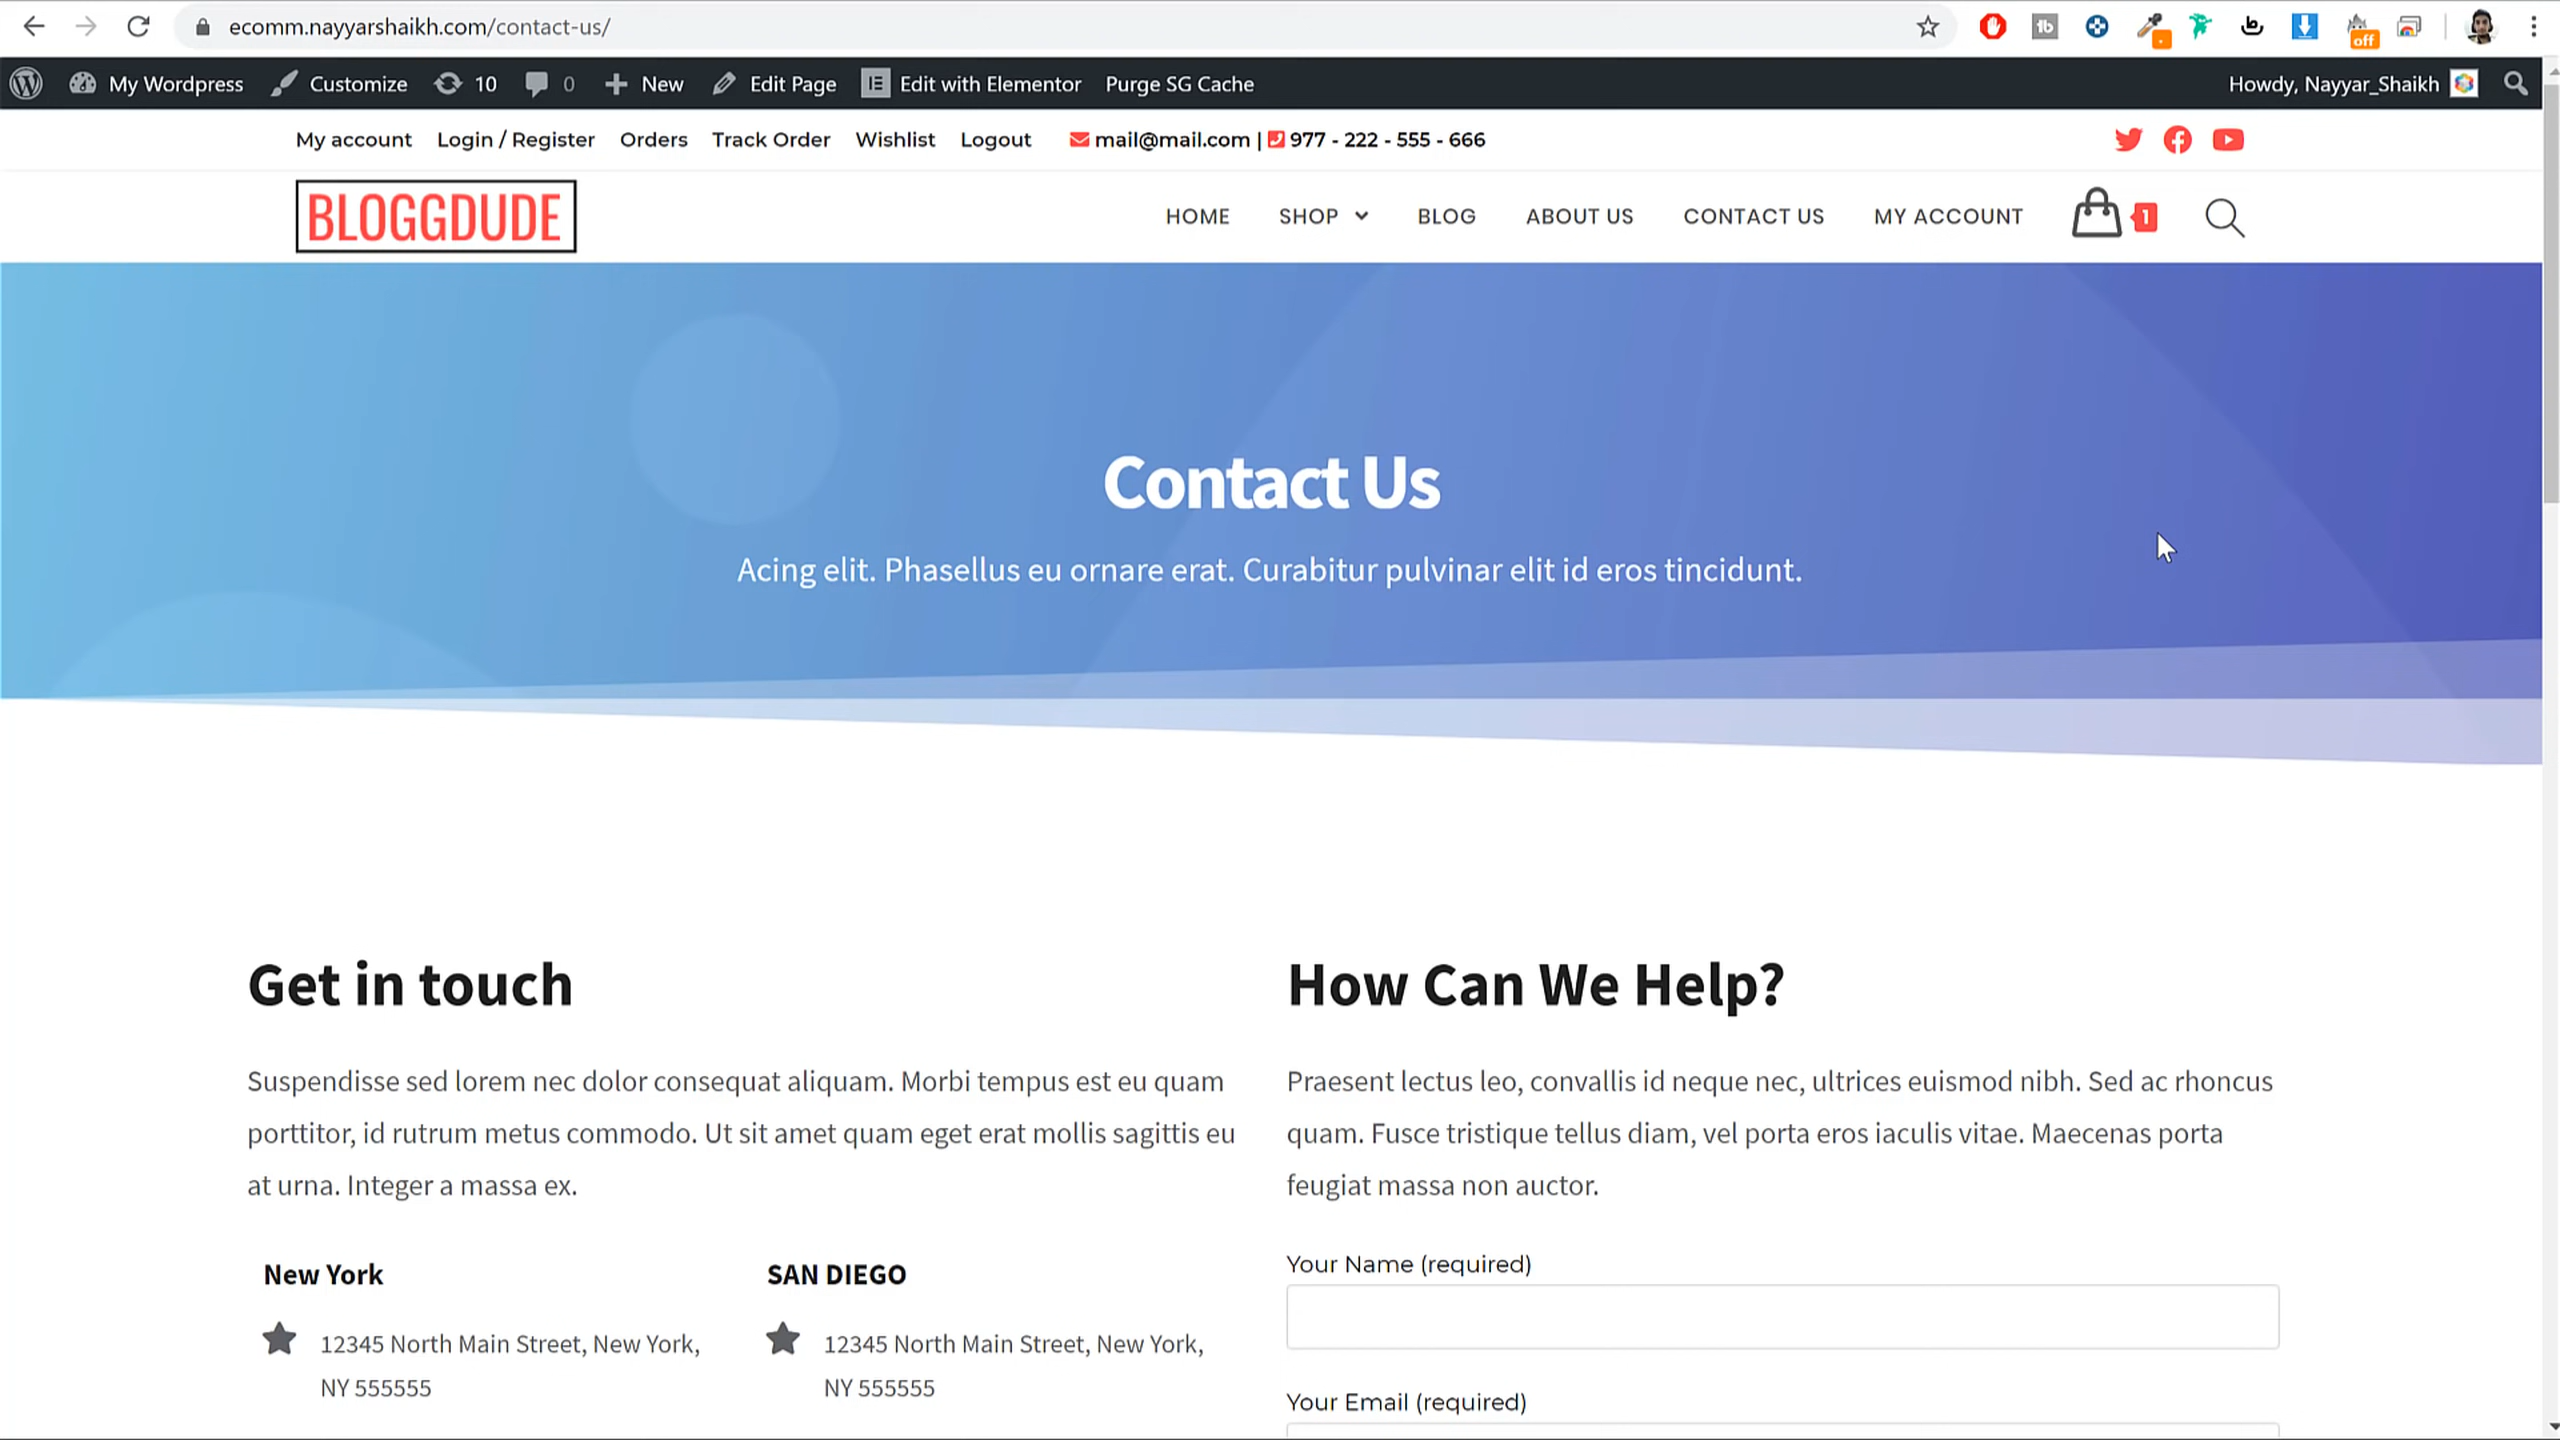 ecomm.nayyarshaikh.com/contact-us/
off
My Wordpress Customize 10 0 New Edit Page Edit with Elementor Purge SG Cache Howdy, Nayyar_Shaikh
My account Login / Register Orders Track Order Wishlist Logout mail@mail.com | 977 - 222 - 555 - 666
BLOGGDUDE HOME SHOP BLOG ABOUT US CONTACT US MY ACCOUNT 1
Contact Us
Acing elit. Phasellus eu ornare erat. Curabitur pulvinar elit id eros tincidunt.
Get in touch
Suspendisse sed lorem nec dolor consequat aliquam. Morbi tempus est eu quam
porttitor, id rutrum metus commodo. Ut sit amet quam eget erat mollis sagittis eu
at urna. Integer a massa ex.
New York
12345 North Main Street, New York,
NY 555555
SAN DIEGO
12345 North Main Street, New York,
NY 555555
How Can We Help?
Praesent lectus leo, convallis id neque nec, ultrices euismod nibh. Sed ac rhoncus
quam. Fusce tristique tellus diam, vel porta eros iaculis vitae. Maecenas porta
feugiat massa non auctor.
Your Name (required)
Your Email (required)